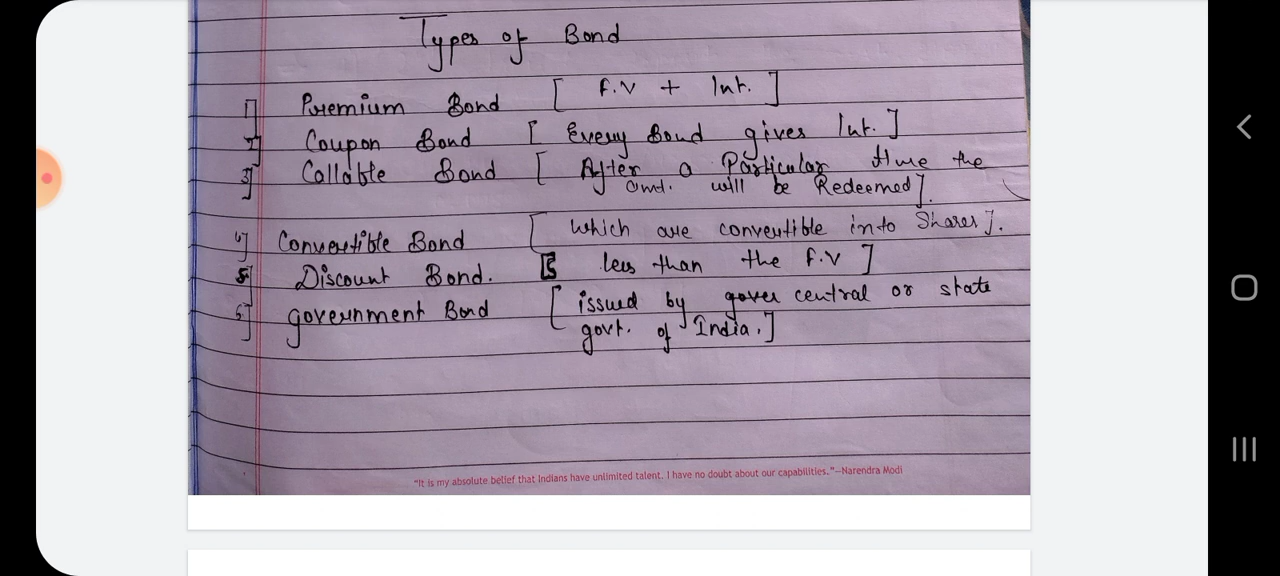 Types of Bond
1] Premium Bond [ F.V + Int. ]
2] Coupon Bond [ Every Bond gives Int. ]
3] Callable Bond [ After a Particular time the
amt. will be Redeemed].
4] Convertible Bond [ which are convertible into Shares ].
5] Discount Bond. [ less than the F.V ]
6] government Bond [ issued by gover central or state
govt. of India.]
"It is my absolute belief that Indians have unlimited talent. I have no doubt about our capabilities."—Narendra Modi